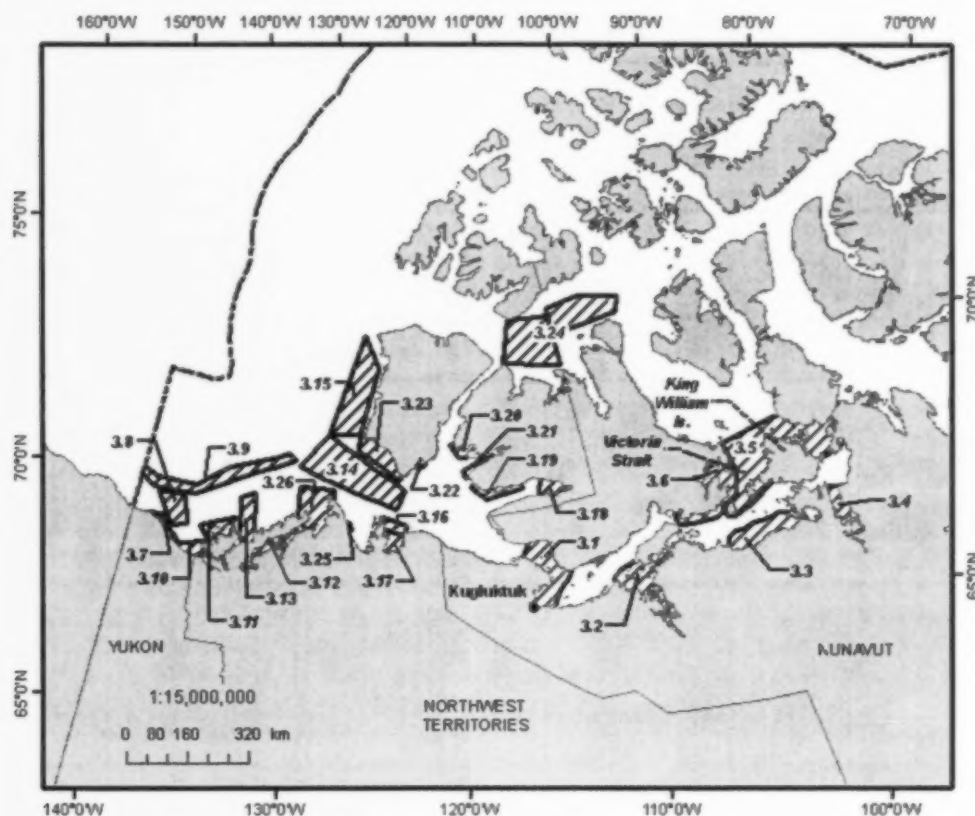 160°0'W 150°0'W 140°0'W 130°0'W 120°0'W 110°0'W 100°0'W 90°0'W 80°0'W 70°0'W
75°0'N
70°0'N
3.24
King
William
Is.
3.15
3.23
3.20
3.21
3.8
3.9
Victoria
Strait
3.5
70°0'N
3.14
3.19
3.6
3.26
3.22
3.4
3.16
3.18
3.7
3.1
3.25
3.17
3.3
65°0'N
3.10
3.12
3.13
Kugluktuk
3.11
3.2
YUKON
NUNAVUT
1:15,000,000
65°0'N
NORTHWEST
TERRITORIES
0 80 160 320 km
140°0'W 130°0'W 120°0'W 110°0'W 100°0'W